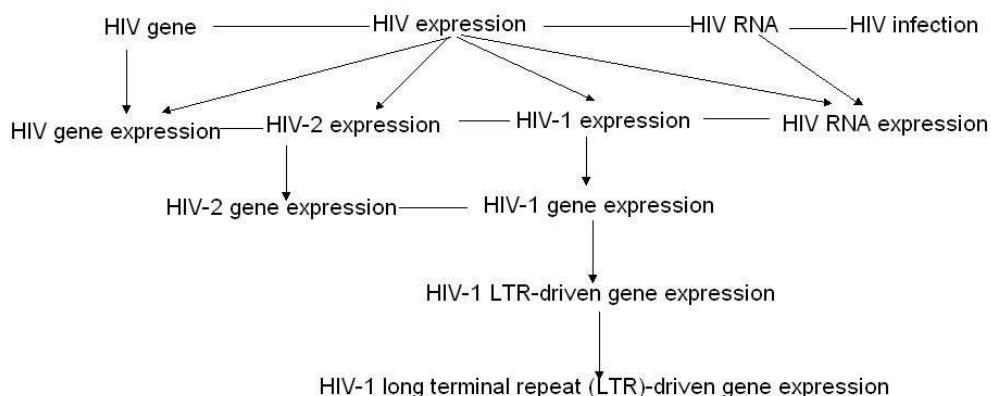 HIV gene HIV expression HIV RNA HIV infection
HIV gene expression HIV-2 expression HIV-1 expression HIV RNA expression
HIV-2 gene expression HIV-1 gene expression
HIV-1 LTR-driven gene expression
HIV-1 long terminal repeat (LTR)-driven gene expression